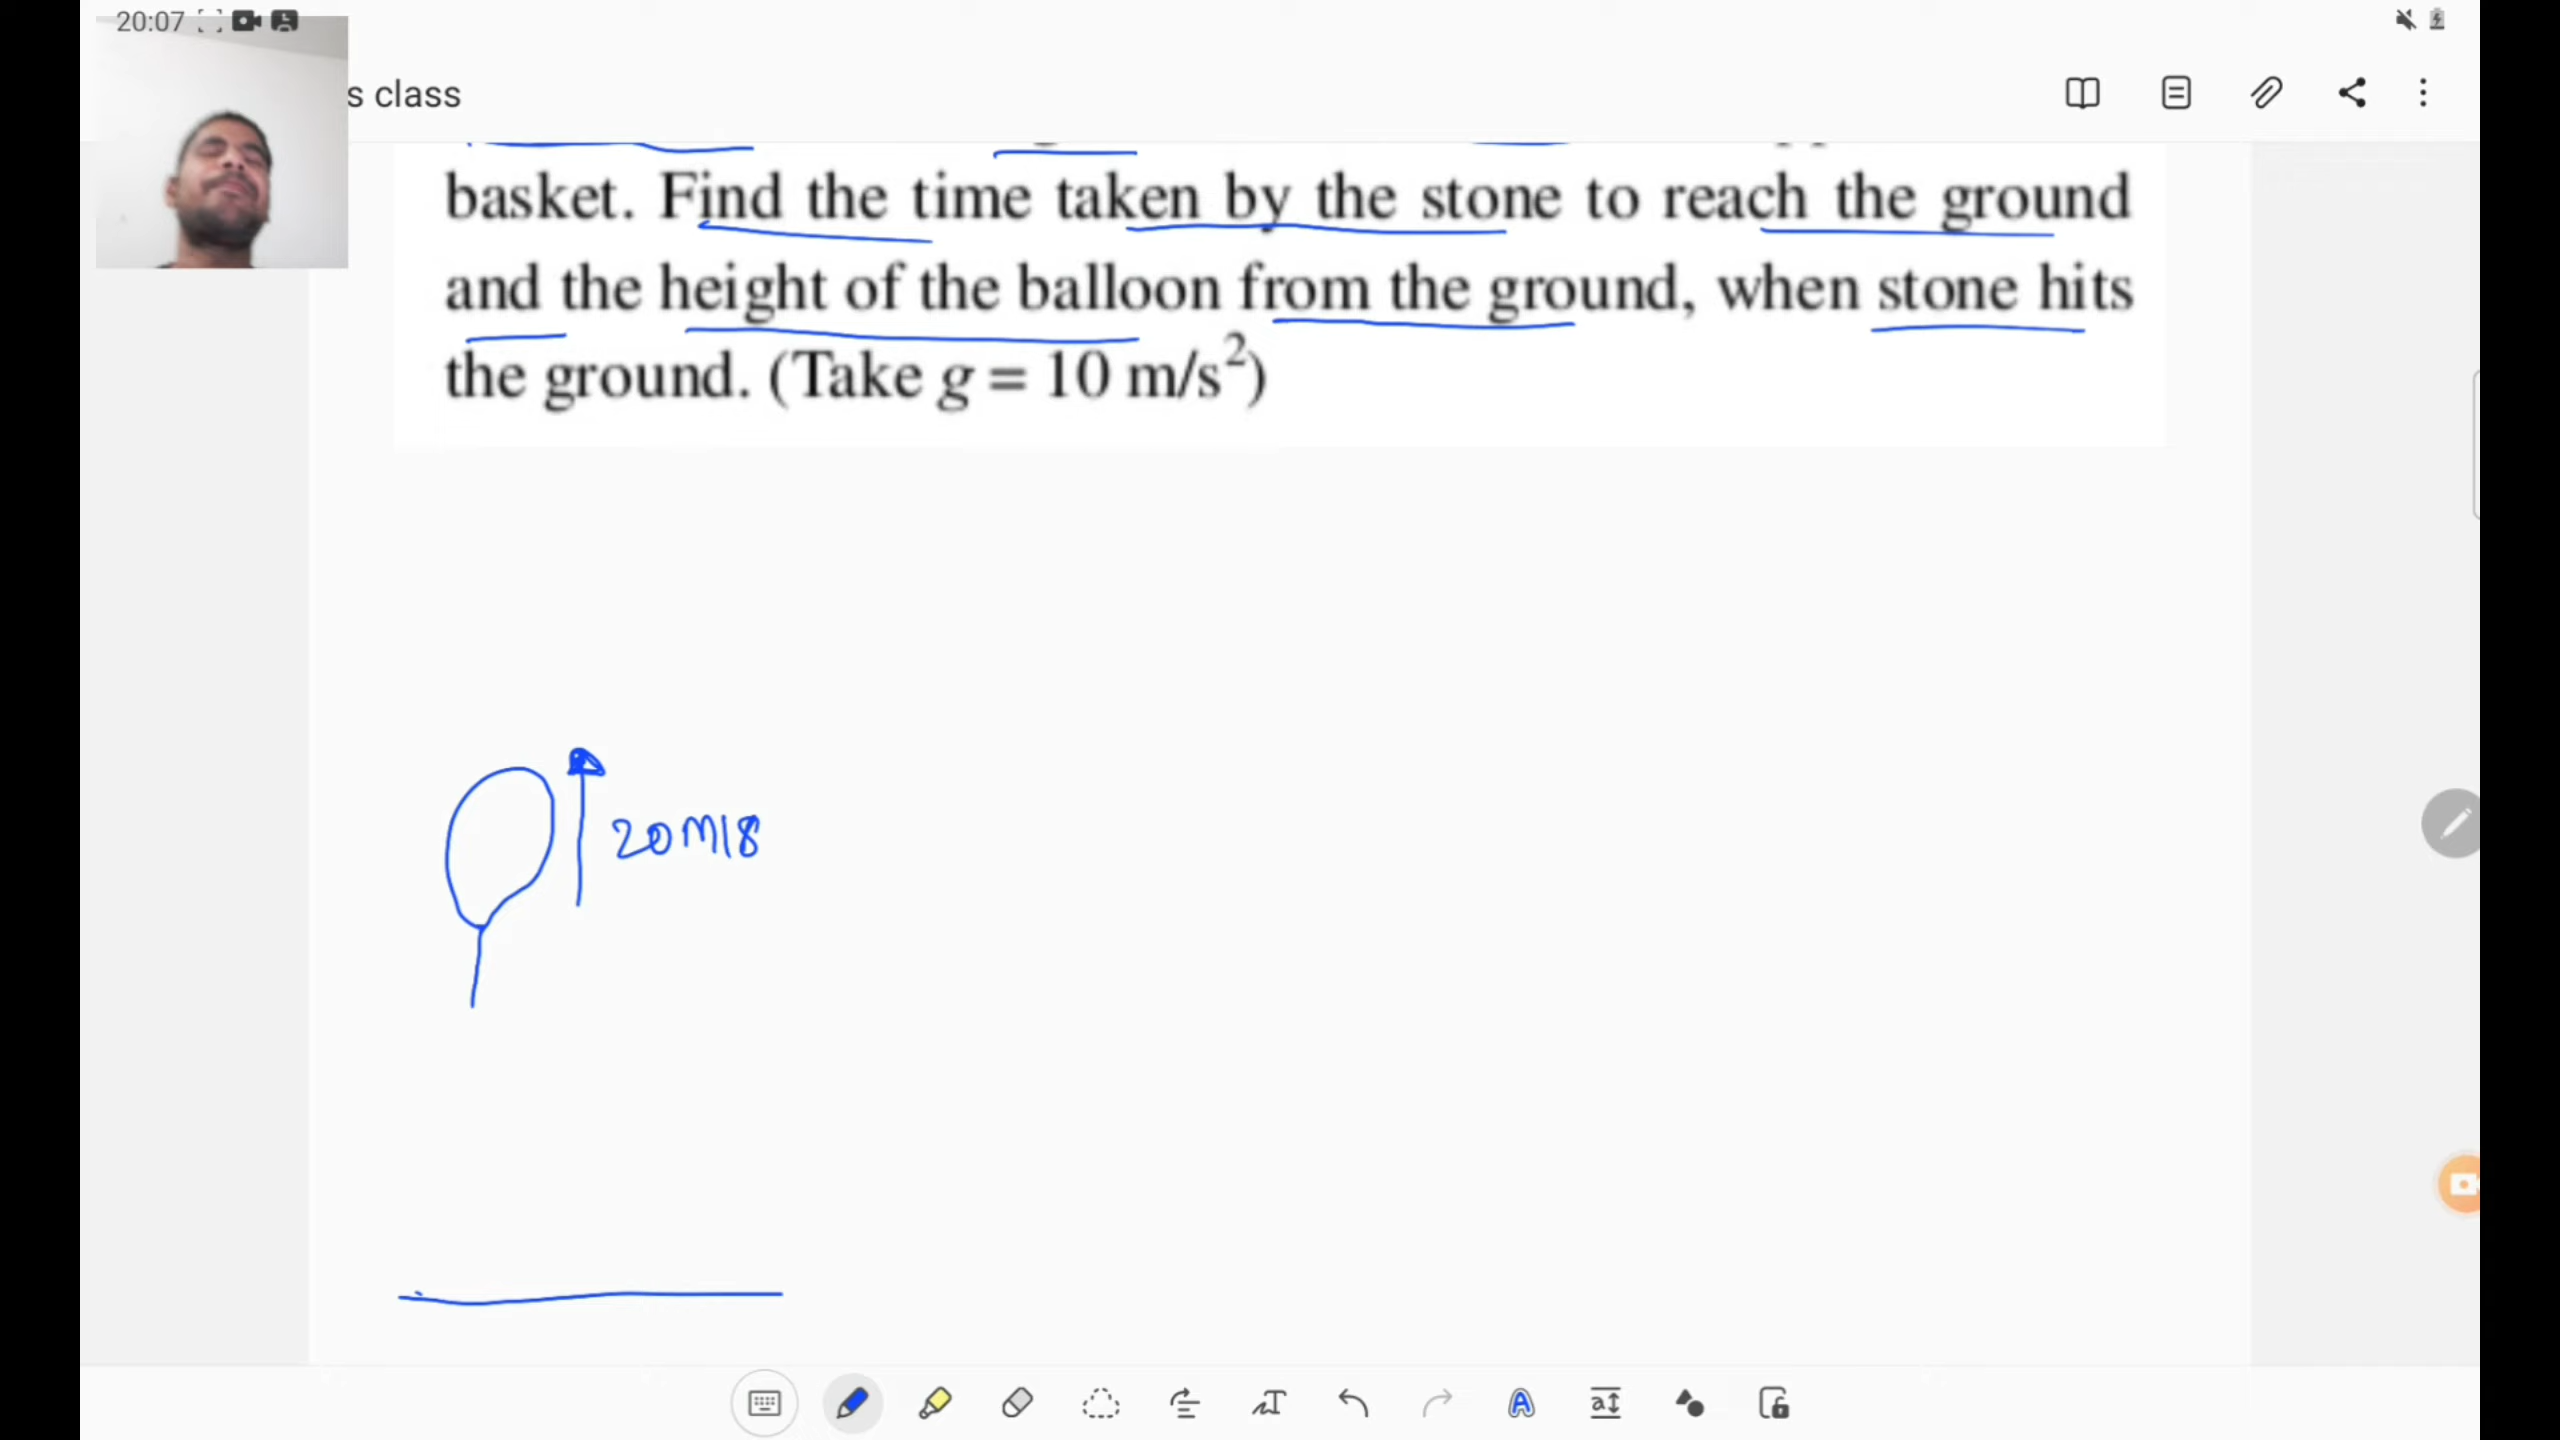 20:07
s class
basket. Find the time taken by the stone to reach the ground
and the height of the balloon from the ground, when stone hits
the ground. (Take g = 10 m/s²)
20m/s